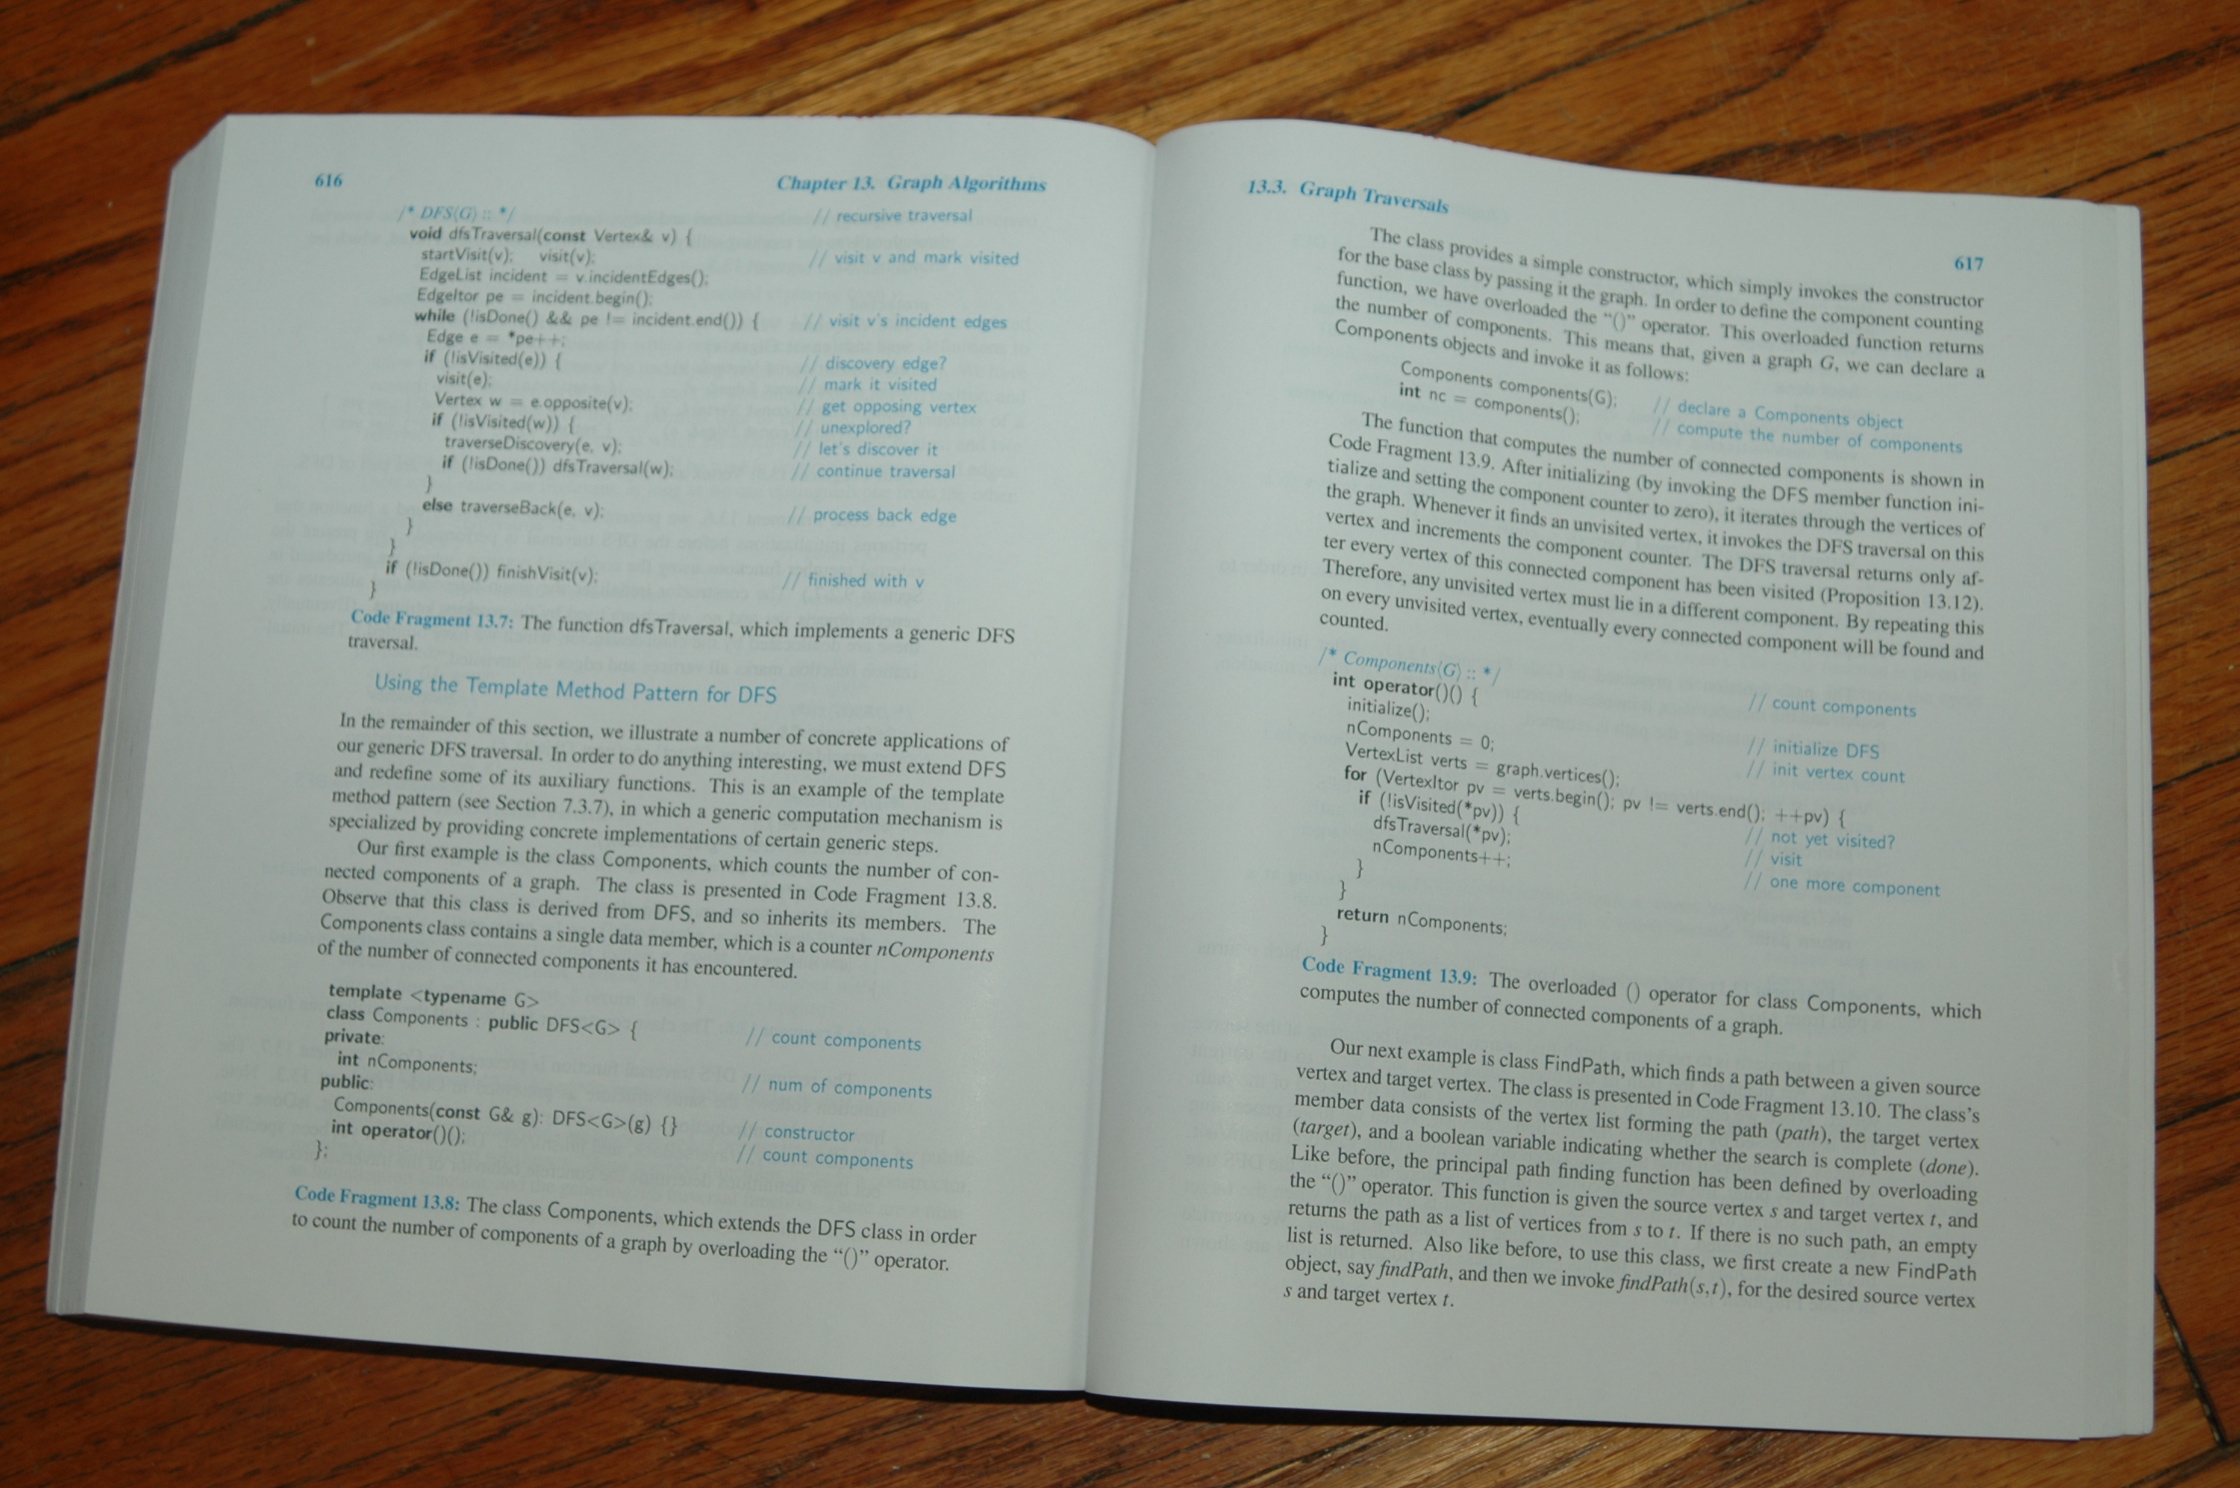 616
Chapter 13. Graph Algorithms
/* DFS⟨G⟩ :: */ // recursive traversal
void dfsTraversal(const Vertex& v) {
startVisit(v); visit(v); // visit v and mark visited
EdgeList incident = v.incidentEdges();
EdgeItor pe = incident.begin();
while (!isDone() && pe != incident.end()) { // visit v's incident edges
Edge e = *pe++;
if (!isVisited(e)) { // discovery edge?
visit(e); // mark it visited
Vertex w = e.opposite(v); // get opposing vertex
if (!isVisited(w)) { // unexplored?
traverseDiscovery(e, v); // let's discover it
if (!isDone()) dfsTraversal(w); // continue traversal
}
else traverseBack(e, v); // process back edge
}
}
if (!isDone()) finishVisit(v); // finished with v
}
Code Fragment 13.7: The function dfsTraversal, which implements a generic DFS
traversal.
Using the Template Method Pattern for DFS
In the remainder of this section, we illustrate a number of concrete applications of
our generic DFS traversal. In order to do anything interesting, we must extend DFS
and redefine some of its auxiliary functions. This is an example of the template
method pattern (see Section 7.3.7), in which a generic computation mechanism is
specialized by providing concrete implementations of certain generic steps.
Our first example is the class Components, which counts the number of con-
nected components of a graph. The class is presented in Code Fragment 13.8.
Observe that this class is derived from DFS, and so inherits its members. The
Components class contains a single data member, which is a counter nComponents
of the number of connected components it has encountered.
template <typename G>
class Components : public DFS<G> { // count components
private:
int nComponents; // num of components
public:
Components(const G& g): DFS<G>(g) {} // constructor
int operator()(); // count components
};
Code Fragment 13.8: The class Components, which extends the DFS class in order
to count the number of components of a graph by overloading the “()” operator.
13.3. Graph Traversals
617
The class provides a simple constructor, which simply invokes the constructor
for the base class by passing it the graph. In order to define the component counting
function, we have overloaded the “()” operator. This overloaded function returns
the number of components. This means that, given a graph G, we can declare a
Components objects and invoke it as follows:
Components components(G); // declare a Components object
int nc = components(); // compute the number of components
The function that computes the number of connected components is shown in
Code Fragment 13.9. After initializing (by invoking the DFS member function ini-
tialize and setting the component counter to zero), it iterates through the vertices of
the graph. Whenever it finds an unvisited vertex, it invokes the DFS traversal on this
vertex and increments the component counter. The DFS traversal returns only af-
ter every vertex of this connected component has been visited (Proposition 13.12).
Therefore, any unvisited vertex must lie in a different component. By repeating this
on every unvisited vertex, eventually every connected component will be found and
counted.
/* Components⟨G⟩ :: */
int operator()() { // count components
initialize(); // initialize DFS
nComponents = 0; // init vertex count
VertexList verts = graph.vertices();
for (VertexItor pv = verts.begin(); pv != verts.end(); ++pv) {
if (!isVisited(*pv)) { // not yet visited?
dfsTraversal(*pv); // visit
nComponents++; // one more component
}
}
return nComponents;
}
Code Fragment 13.9: The overloaded () operator for class Components, which
computes the number of connected components of a graph.
Our next example is class FindPath, which finds a path between a given source
vertex and target vertex. The class is presented in Code Fragment 13.10. The class's
member data consists of the vertex list forming the path (path), the target vertex
(target), and a boolean variable indicating whether the search is complete (done).
Like before, the principal path finding function has been defined by overloading
the “()” operator. This function is given the source vertex s and target vertex t, and
returns the path as a list of vertices from s to t. If there is no such path, an empty
list is returned. Also like before, to use this class, we first create a new FindPath
object, say findPath, and then we invoke findPath(s,t), for the desired source vertex
s and target vertex t.